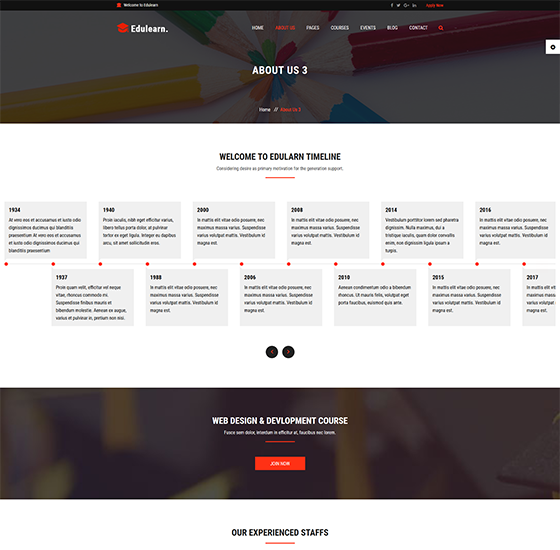 Welcome to Edulearn
Apply Now
Edulearn.
HOME ABOUT US PAGES COURSES EVENTS BLOG CONTACT
ABOUT US 3
Home // About Us 3
WELCOME TO EDULARN TIMELINE
Considering desire as primary motivation for the generation support.
1934
At vero eos et accusamus et iusto odio
dignissimos ducimus qui blanditiis
praesentium At vero eos et accusamus
et iusto odio dignissimos ducimus qui
blanditiis praesentium
1940
Proin iaculis, nibh eget efficitur varius,
libero tellus porta dolor, at pulvinar
tortor ex eget ligula. Integer eu dapibus
arcu, sit amet sollicitudin eros.
2000
In mattis elit vitae odio posuere, nec
maximus massa varius. Suspendisse
varius volutpat mattis. Vestibulum id
magna est.
2008
In mattis elit vitae odio posuere, nec
maximus massa varius. Suspendisse
varius volutpat mattis. Vestibulum id
magna est.
2014
Vestibulum porttitor lorem sed pharetra
dignissim. Nulla maximus, dui a
tristique iaculis, quam dolor convallis
enim, non dignissim ligula ipsum a
turpis.
2016
In mattis elit vitae odio posuere, nec
maximus massa varius. Suspendisse
varius volutpat mattis. Vestibulum id
magna est.
1937
Proin quam velit, efficitur vel neque
vitae, rhoncus commodo mi.
Suspendisse finibus mauris et
bibendum molestie. Aenean ex augue,
varius et pulvinar in, pretium non nisi.
1988
In mattis elit vitae odio posuere, nec
maximus massa varius. Suspendisse
varius volutpat mattis. Vestibulum id
magna est.
2006
In mattis elit vitae odio posuere, nec
maximus massa varius. Suspendisse
varius volutpat mattis. Vestibulum id
magna est.
2010
Aenean condimentum odio a bibendum
rhoncus. Ut mauris felis, volutpat eget
porta faucibus, euismod quis ante.
2015
In mattis elit vitae odio posuere, nec
maximus massa varius. Suspendisse
varius volutpat mattis. Vestibulum id
magna est.
2017
In mattis elit vit
maximus mass
varius volutpat
magna est.
WEB DESIGN & DEVLOPMENT COURSE
Fusce sem dolor, interdum in efficitur at, faucibus nec lorem.
JOIN NOW
OUR EXPERIENCED STAFFS